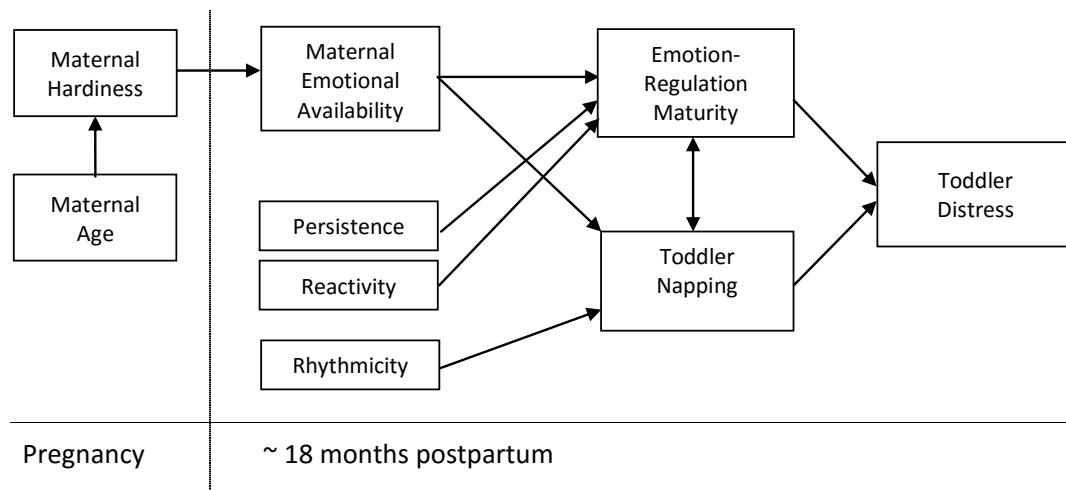 Maternal
Hardiness
Maternal
Age
Maternal
Emotional
Availability
Persistence
Reactivity
Rhythmicity
Emotion-
Regulation
Maturity
Toddler
Napping
Toddler
Distress
Pregnancy
~ 18 months postpartum